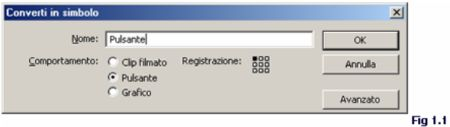 Converti in simbolo
Nome: Pulsante
OK
Comportamento: Clip filmato Registrazione: Annulla
Pulsante
Grafico
Avanzato
Fig 1.1